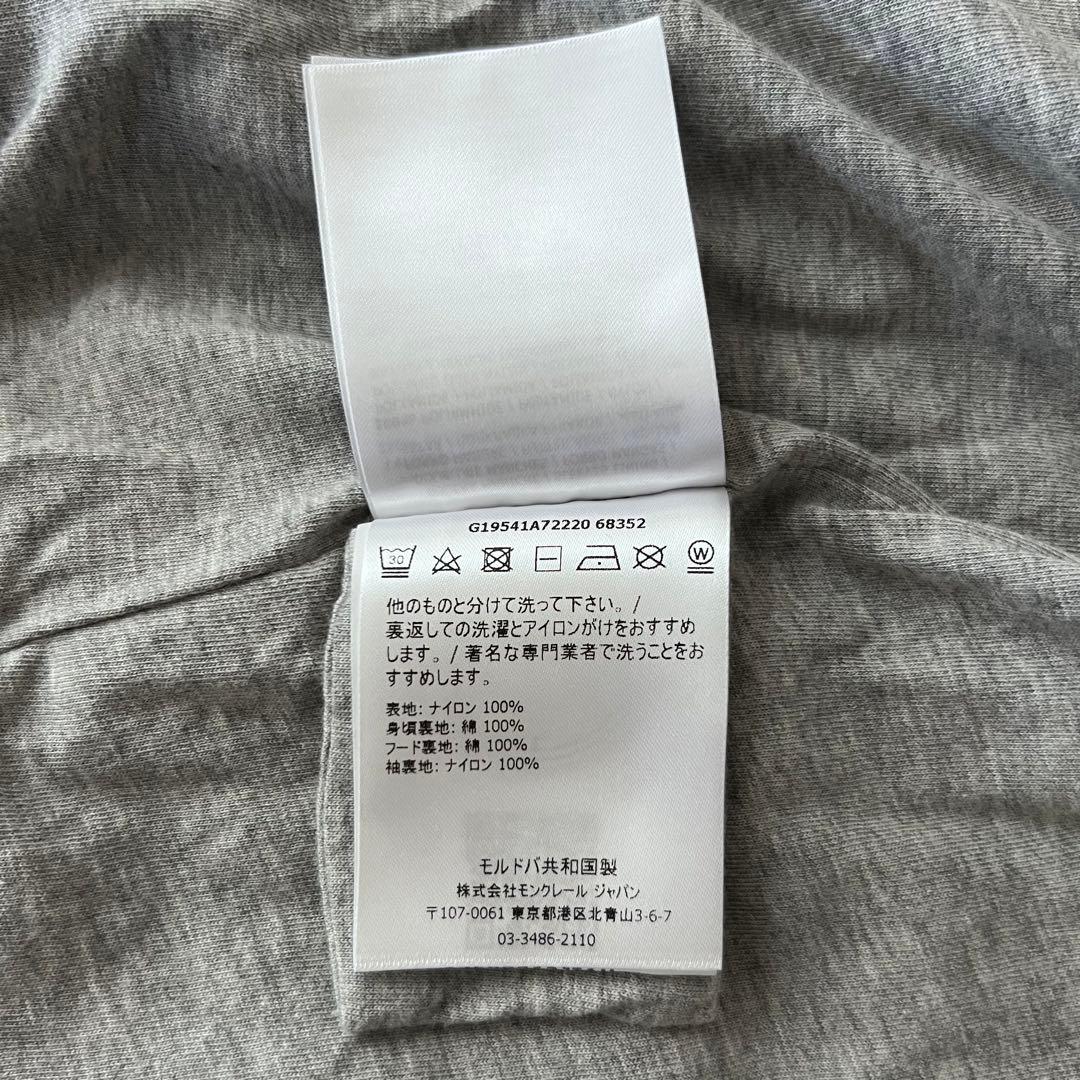 G19541A72220 68352
30
W
他のものと分けて洗って下さい。/
裏返しての洗濯とアイロンがけをおすすめ
します。/ 著名な専門業者で洗うことをお
すすめします。
表地: ナイロン 100%
身頃裏地: 綿 100%
フード裏地: 綿 100%
袖裏地: ナイロン 100%
モルドバ共和国製
株式会社モンクレール ジャパン
〒107-0061 東京都港区北青山3-6-7
03-3486-2110